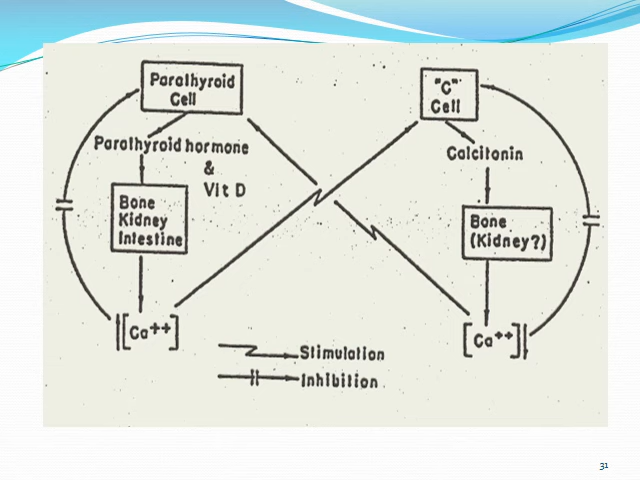 Parathyroid
Cell
Parathyroid hormone
&
Vit D
Bone
Kidney
Intestine
[Ca++]
"C"
Cell
Calcitonin
Bone
(Kidney?)
[Ca++]
Stimulation
Inhibition
31